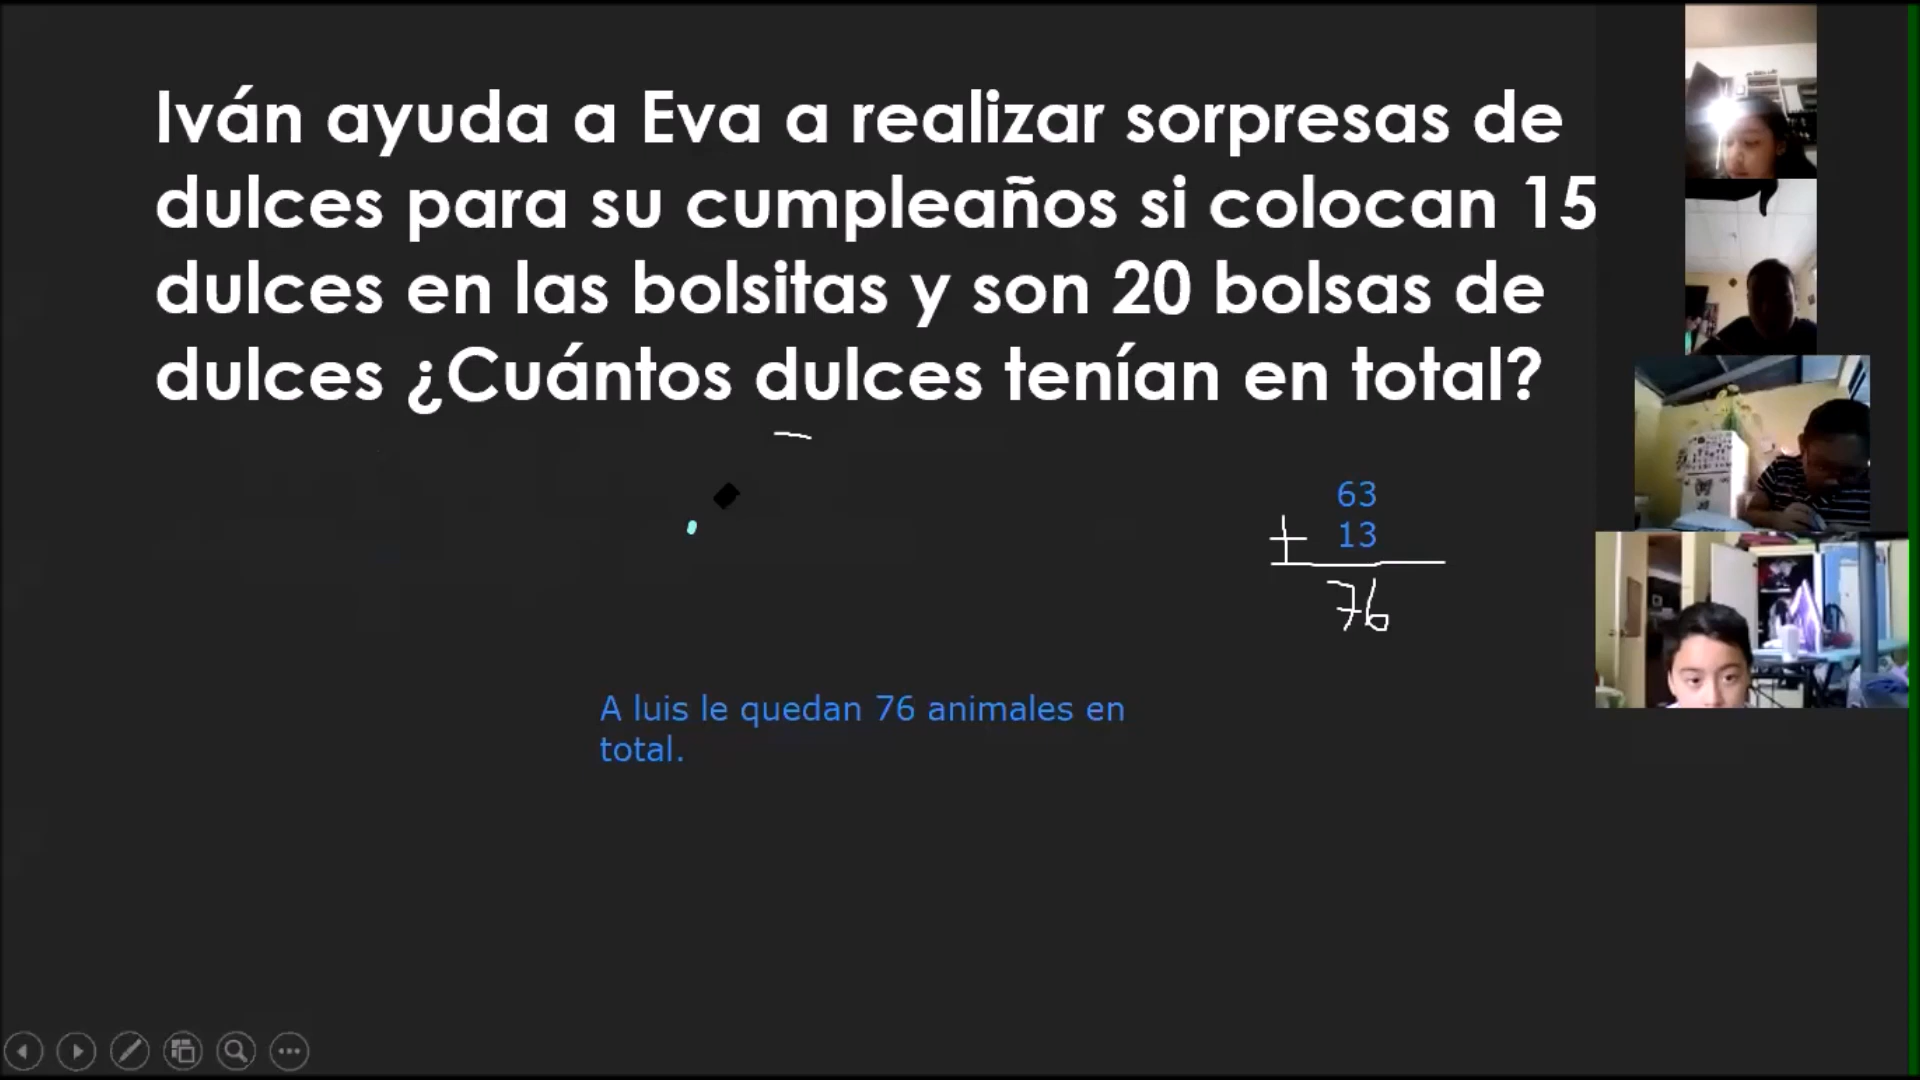 Iván ayuda a Eva a realizar sorpresas de
dulces para su cumpleaños si colocan 15
dulces en las bolsitas y son 20 bolsas de
dulces ¿Cuántos dulces tenían en total?
63
+ 13
76
A luis le quedan 76 animales en
total.